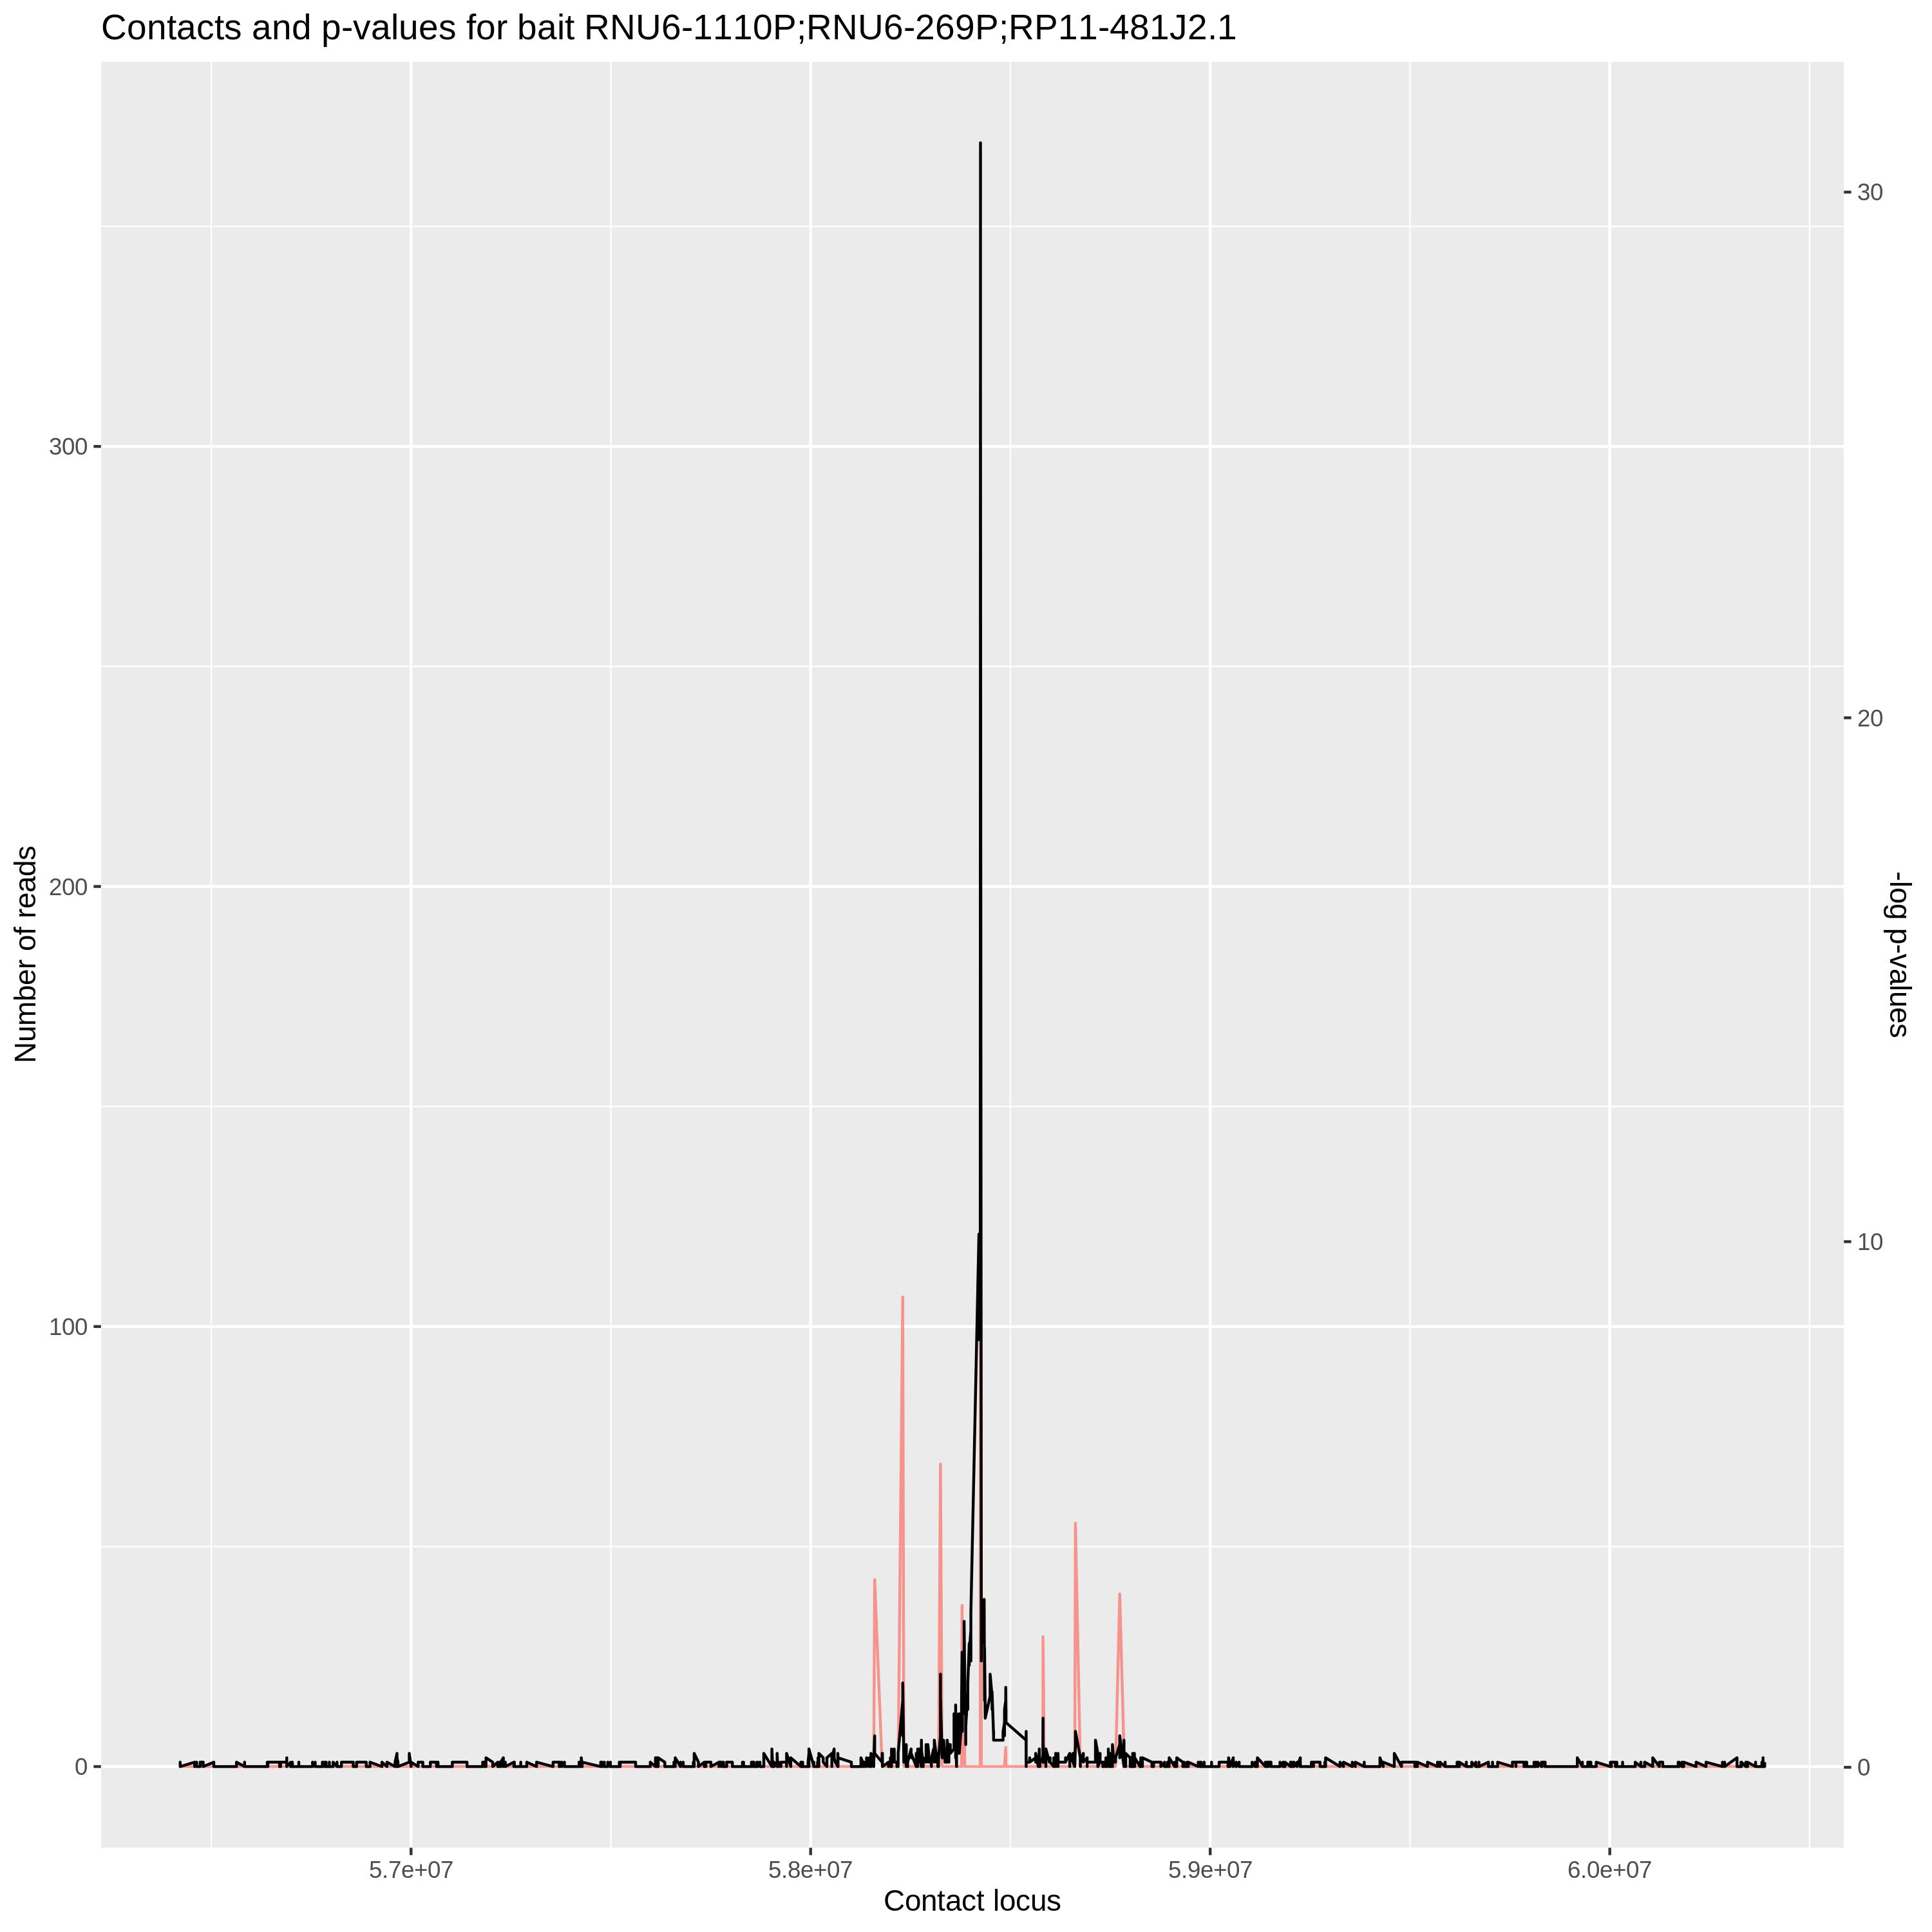 Contacts and p-values for bait RNU6-1110P;RNU6-269P;RP11-481J2.1
300
200
100
0
Number of reads
30
20
10
0
-log p-values
5.7e+07
5.8e+07
5.9e+07
6.0e+07
Contact locus